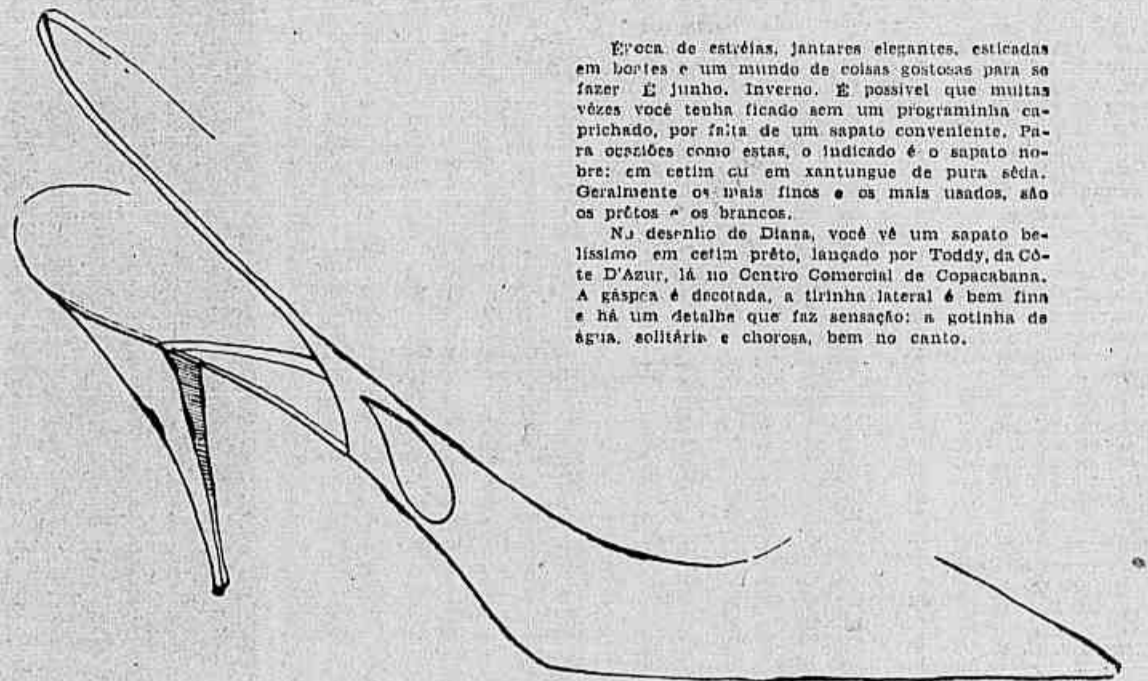 Época de estréias, jantares elegantes, esticadas
em boites e um mundo de coisas gostosas para se
fazer É junho. Inverno. É possível que muitas
vêzes você tenha ficado sem um programinha ca-
prichado, por falta de um sapato conveniente. Pa-
ra ocasiões como estas, o indicado é o sapato no-
bre: em cetim ou em xantungue de pura sêda.
Geralmente os mais finos e os mais usados, são
os prêtos e os brancos.
No desenho de Diana, você vê um sapato be-
líssimo em cetim prêto, lançado por Toddy, da Cô-
te D'Azur, lá no Centro Comercial de Copacabana.
A gáspea é decotada, a tirinha lateral é bem fina
e há um detalhe que faz sensação: a gotinha de
água, solitária e chorosa, bem no canto.